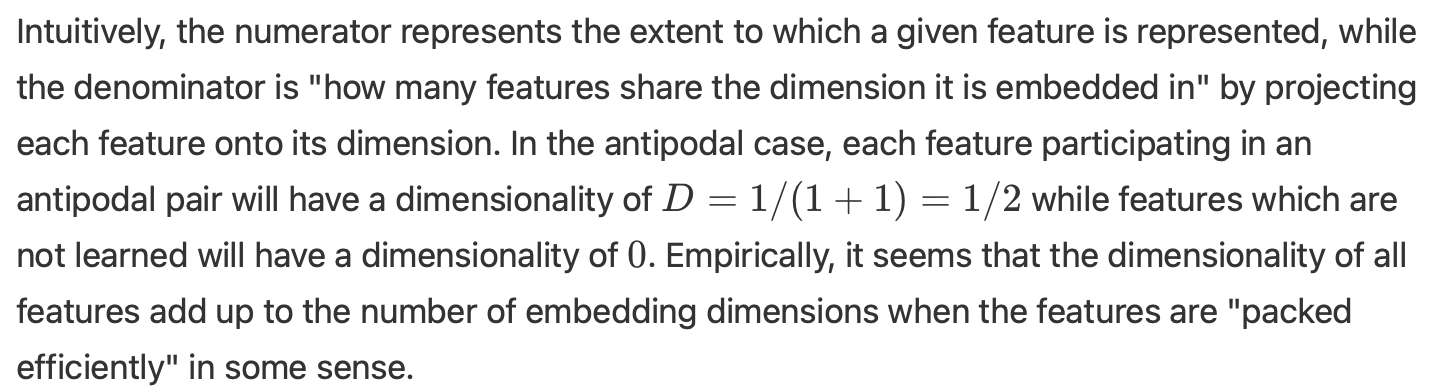 Intuitively, the numerator represents the extent to which a given feature is represented, while
the denominator is "how many features share the dimension it is embedded in" by projecting
each feature onto its dimension. In the antipodal case, each feature participating in an
antipodal pair will have a dimensionality of D = 1/(1 + 1) = 1/2 while features which are
not learned will have a dimensionality of 0. Empirically, it seems that the dimensionality of all
features add up to the number of embedding dimensions when the features are "packed
efficiently" in some sense.